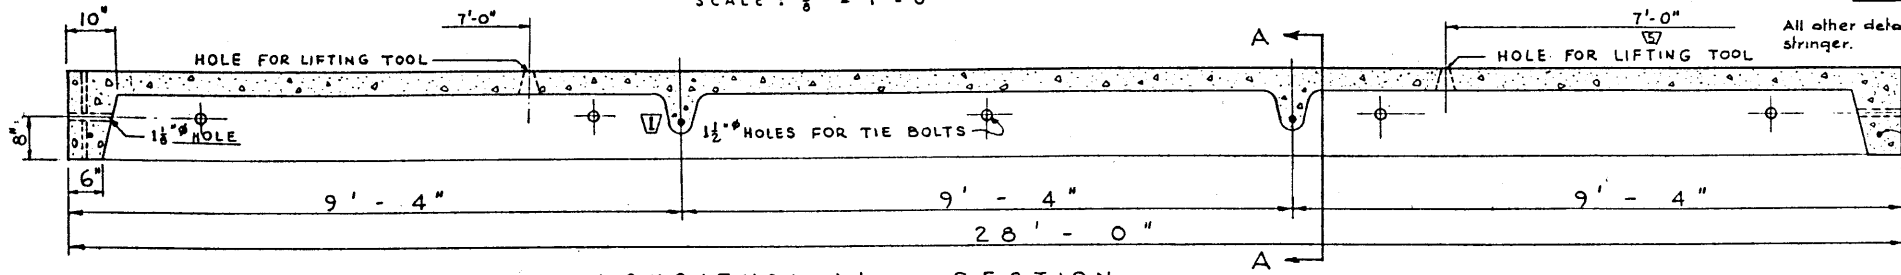 10"
7'-0"
7'-0"
5
All other
stringer.
A
HOLE FOR LIFTING TOOL
HOLE FOR LIFTING TOOL
8"
1⅛"ø HOLE
1
1½"ø HOLES FOR TIE BOLTS
6"
9'-4"
9'-4"
9'-4"
28'-0"
A